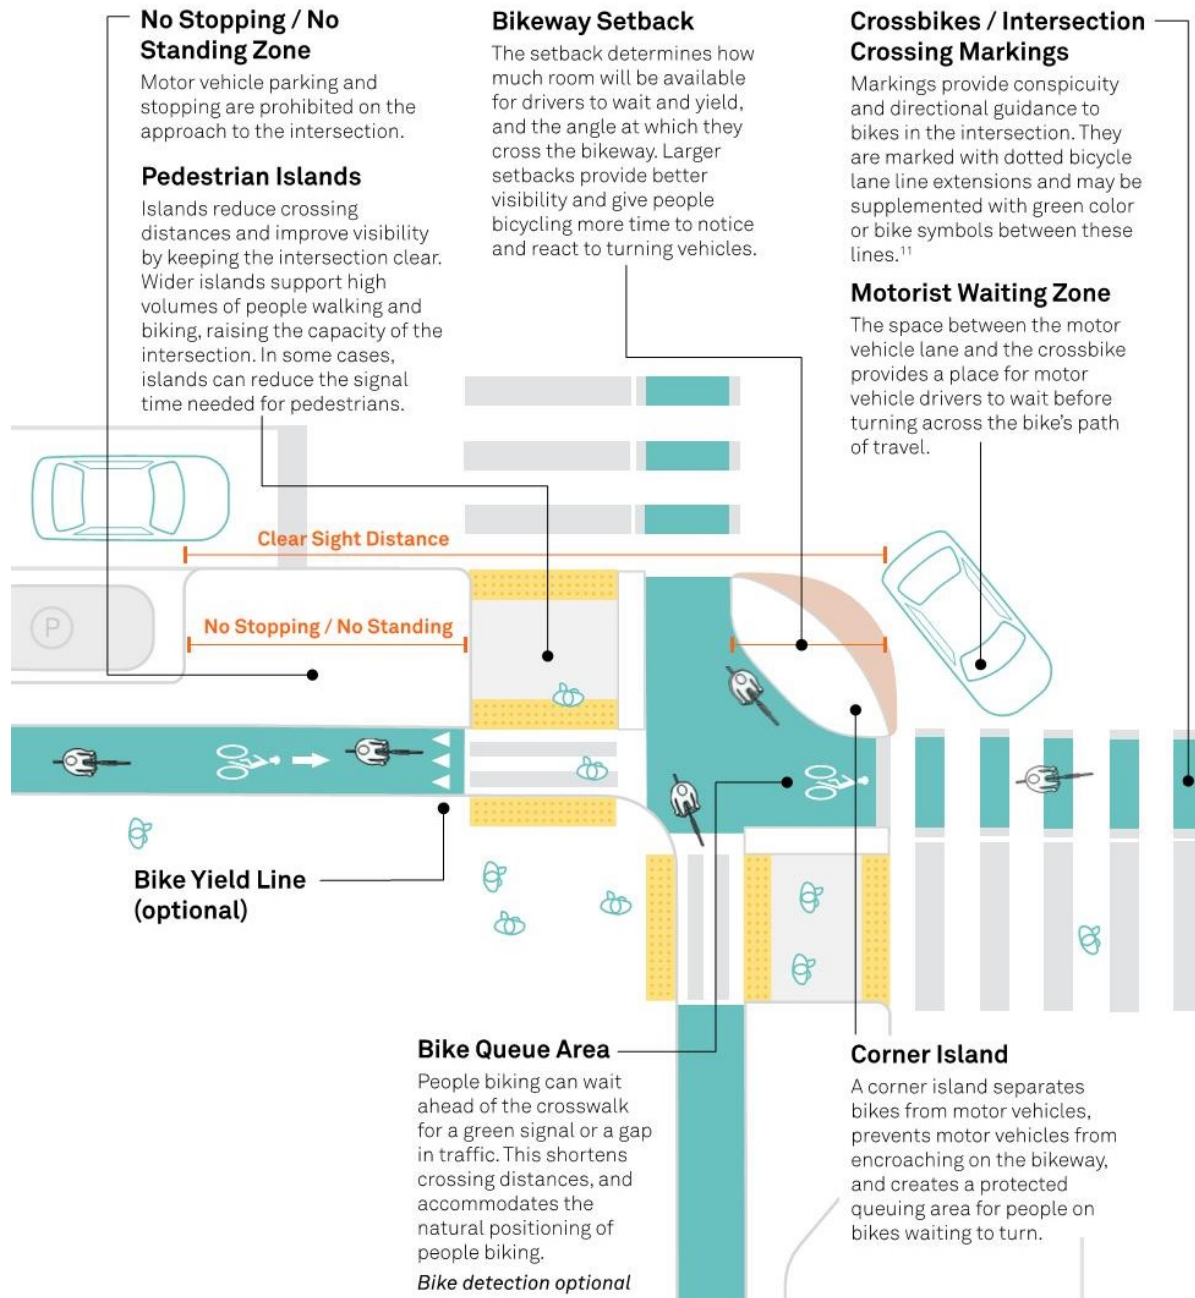 No Stopping / No
Standing Zone
Motor vehicle parking and
stopping are prohibited on the
approach to the intersection.
Pedestrian Islands
Islands reduce crossing
distances and improve visibility
by keeping the intersection clear.
Wider islands support high
volumes of people walking and
biking, raising the capacity of the
intersection. In some cases,
islands can reduce the signal
time needed for pedestrians.
Bikeway Setback
The setback determines how
much room will be available
for drivers to wait and yield,
and the angle at which they
cross the bikeway. Larger
setbacks provide better
visibility and give people
bicycling more time to notice
and react to turning vehicles.
Crossbikes / Intersection
Crossing Markings
Markings provide conspicuity
and directional guidance to
bikes in the intersection. They
are marked with dotted bicycle
lane line extensions and may be
supplemented with green color
or bike symbols between these
lines.¹¹
Motorist Waiting Zone
The space between the motor
vehicle lane and the crossbike
provides a place for motor
vehicle drivers to wait before
turning across the bike's path
of travel.
Clear Sight Distance
P
No Stopping / No Standing
Bike Yield Line
(optional)
Bike Queue Area
People biking can wait
ahead of the crosswalk
for a green signal or a gap
in traffic. This shortens
crossing distances, and
accommodates the
natural positioning of
people biking.
Bike detection optional
Corner Island
A corner island separates
bikes from motor vehicles,
prevents motor vehicles from
encroaching on the bikeway,
and creates a protected
queuing area for people on
bikes waiting to turn.